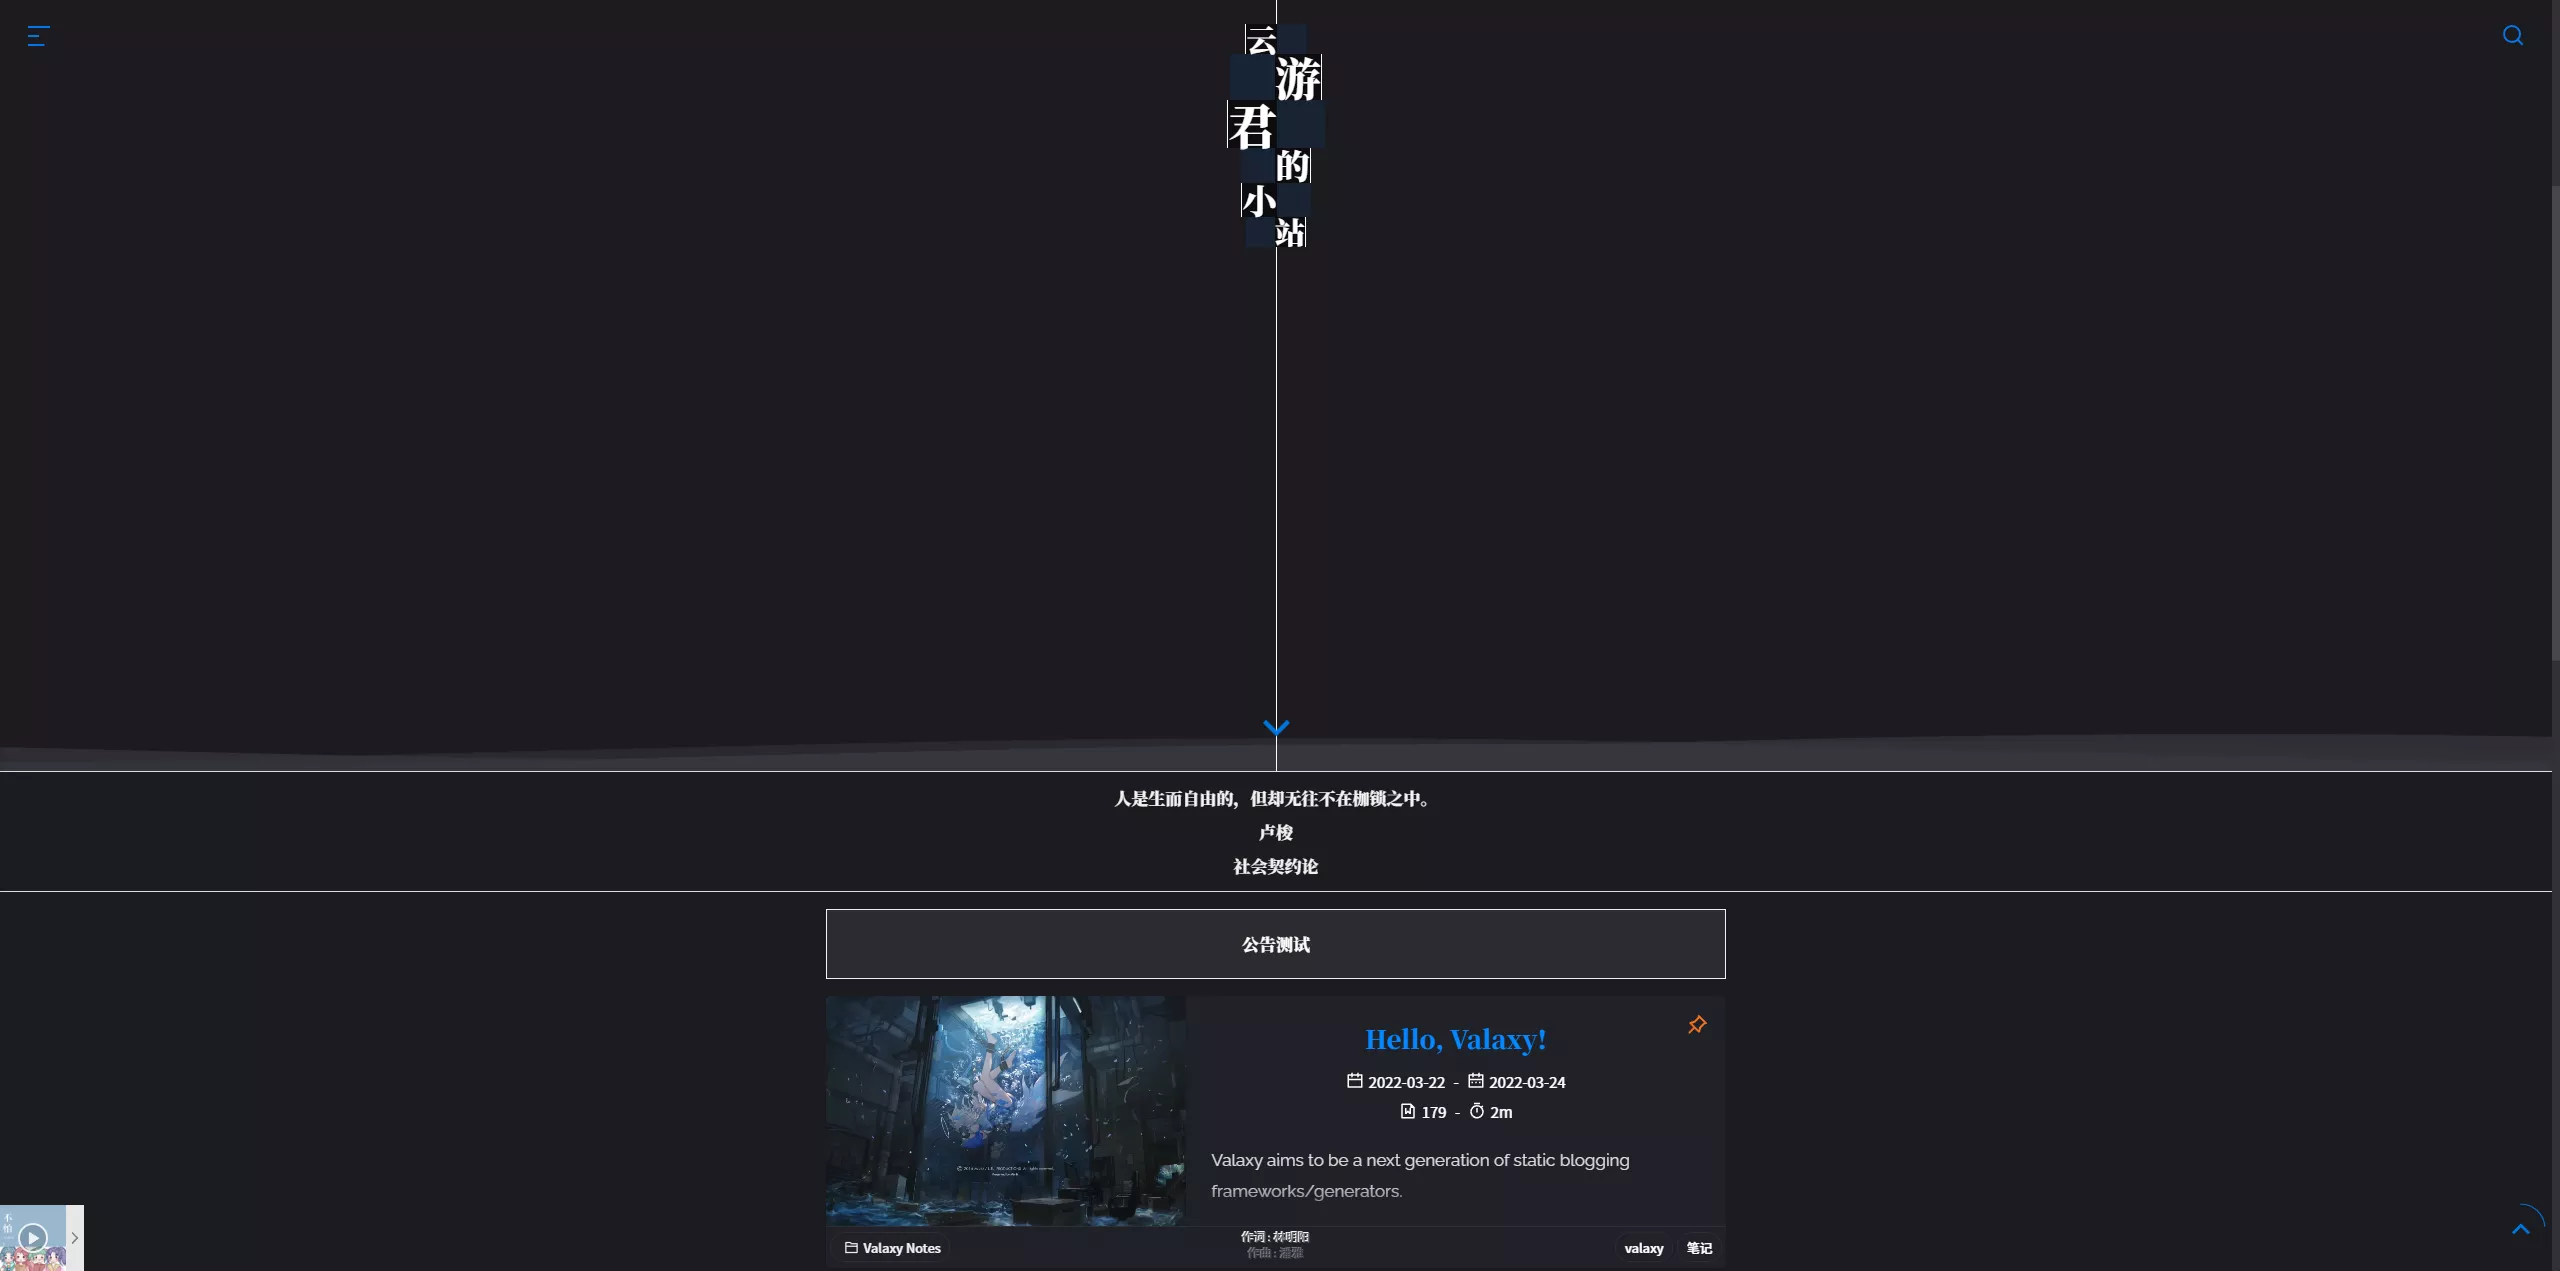 云
游
君
的
小
站
人是生而自由的，但却无往不在枷锁之中。
卢梭
社会契约论
公告测试
Hello, Valaxy!
2022-03-22 - 2022-03-24
179 - 2m
Valaxy aims to be a next generation of static blogging
frameworks/generators.
Valaxy Notes
作词 : 林明阳
valaxy
笔记
不
怕